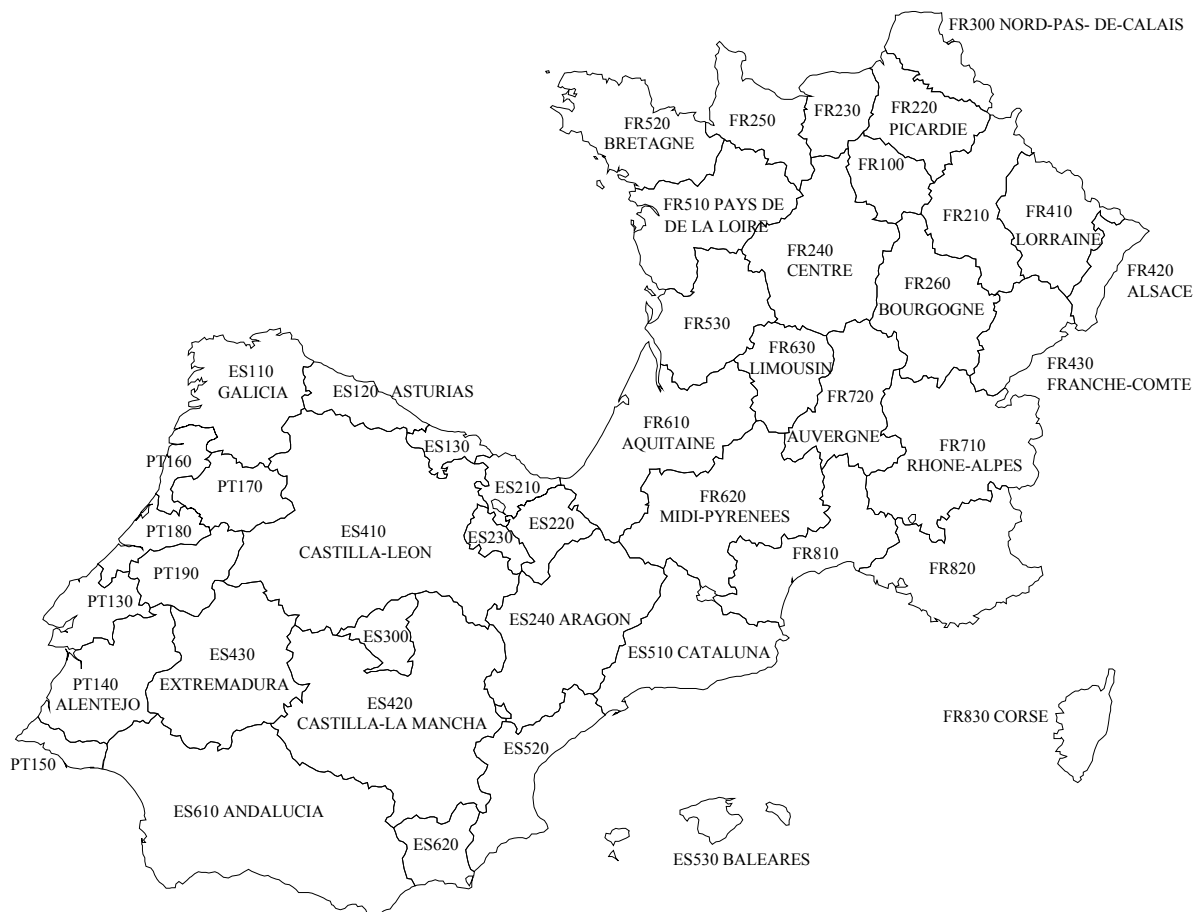 FR300 NORD-PAS- DE-CALAIS
FR220
PICARDIE
FR230
FR250
FR520
BRETAGNE
FR100
FR510 PAYS DE
DE LA LOIRE
FR210
FR410
LORRAINE
FR240
CENTRE
FR420
ALSACE
FR260
BOURGOGNE
FR530
FR630
LIMOUSIN
FR430
FRANCHE-COMTE
FR720
AUVERGNE
ES110
GALICIA
ES120 ASTURIAS
FR610
AQUITAINE
ES130
FR710
RHONE-ALPES
PT160
PT170
ES210
FR620
MIDI-PYRENEES
PT180
ES410
CASTILLA-LEON
ES230
ES220
FR810
FR820
PT190
PT130
ES240 ARAGON
ES300
ES430
EXTREMADURA
ES510 CATALUNA
PT140
ALENTEJO
ES420
CASTILLA-LA MANCHA
FR830 CORSE
ES520
PT150
ES610 ANDALUCIA
ES620
ES530 BALEARES